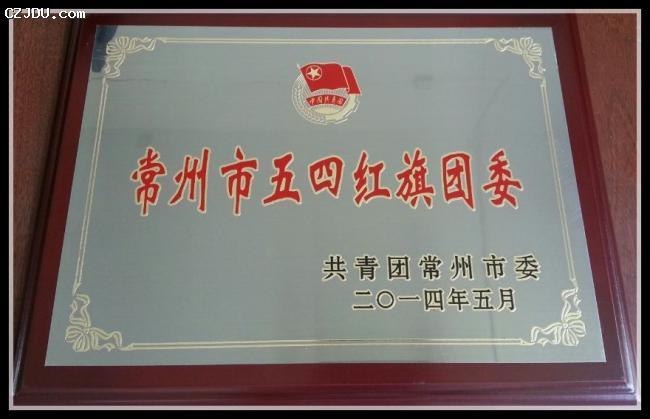 CZJDU.COM
中国共青团
常州市五四红旗团委
共青团常州市委
二〇一四年五月